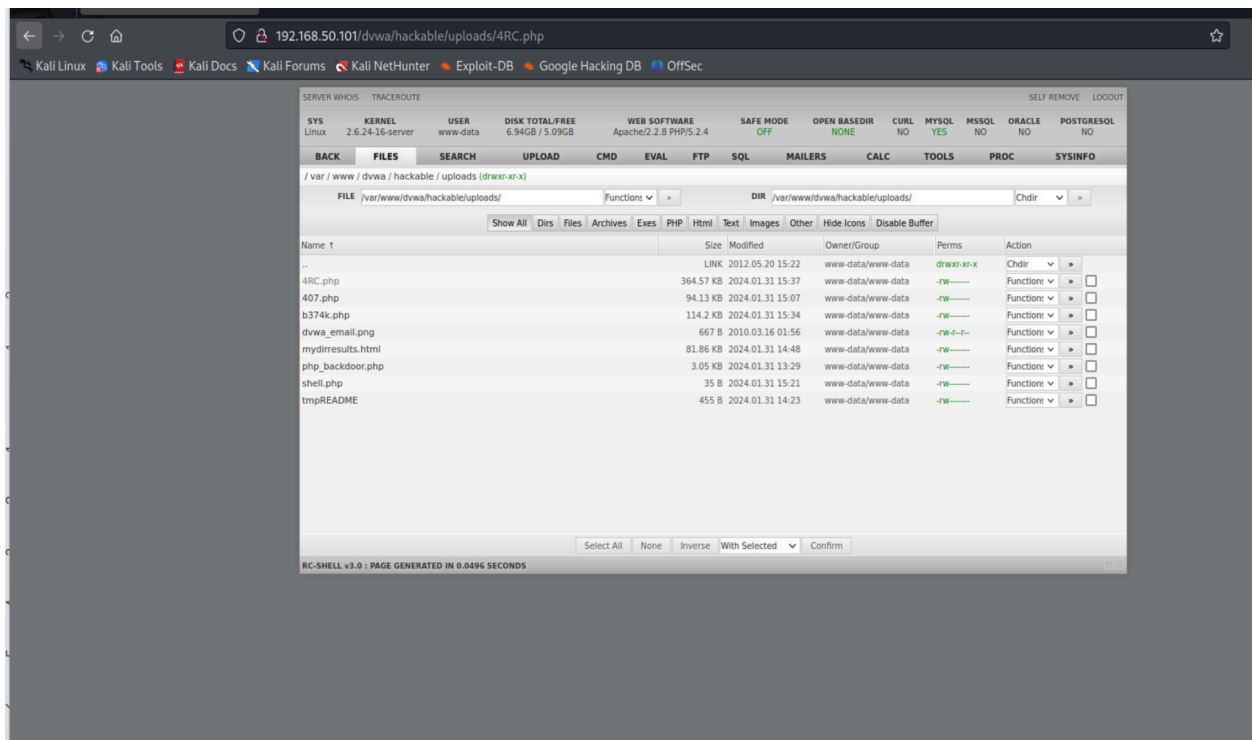 192.168.50.101/dvwa/hackable/uploads/4RC.php
Kali Linux Kali Tools Kali Docs Kali Forums Kali NetHunter Exploit-DB Google Hacking DB OffSec
SERVER WHOIS TRACEROUTE SELF REMOVE LOGOUT
SYS KERNEL USER DISK TOTAL/FREE WEB SOFTWARE SAFE MODE OPEN BASEDIR CURL MYSQL MSSQL ORACLE POSTGRESQL
Linux 2.6.24-16-server www-data 6.94GB / 5.09GB Apache/2.2.8 PHP/5.2.4 OFF NONE NO YES NO NO NO
BACK FILES SEARCH UPLOAD CMD EVAL FTP SQL MAILERS CALC TOOLS PROC SYSINFO
/ var / www / dvwa / hackable / uploads (drwxr-xr-x)
FILE /var/www/dvwa/hackable/uploads/ Functions » DIR /var/www/dvwa/hackable/uploads/ Chdir »
Show All Dirs Files Archives Exes PHP Html Text Images Other Hide Icons Disable Buffer
Name ↑ Size Modified Owner/Group Perms Action
.. LINK 2012.05.20 15:22 www-data/www-data drwxr-xr-x Chdir »
4RC.php 364.57 KB 2024.01.31 15:37 www-data/www-data -rw------- Functions »
407.php 94.13 KB 2024.01.31 15:07 www-data/www-data -rw------- Functions »
b374k.php 114.2 KB 2024.01.31 15:34 www-data/www-data -rw------- Functions »
dvwa_email.png 667 B 2010.03.16 01:56 www-data/www-data -rw-r--r-- Functions »
mydirresults.html 81.86 KB 2024.01.31 14:48 www-data/www-data -rw------- Functions »
php_backdoor.php 3.05 KB 2024.01.31 13:29 www-data/www-data -rw------- Functions »
shell.php 35 B 2024.01.31 15:21 www-data/www-data -rw------- Functions »
tmpREADME 455 B 2024.01.31 14:23 www-data/www-data -rw------- Functions »
Select All None Inverse With Selected Confirm
RC-SHELL v3.0 : PAGE GENERATED IN 0.0496 SECONDS